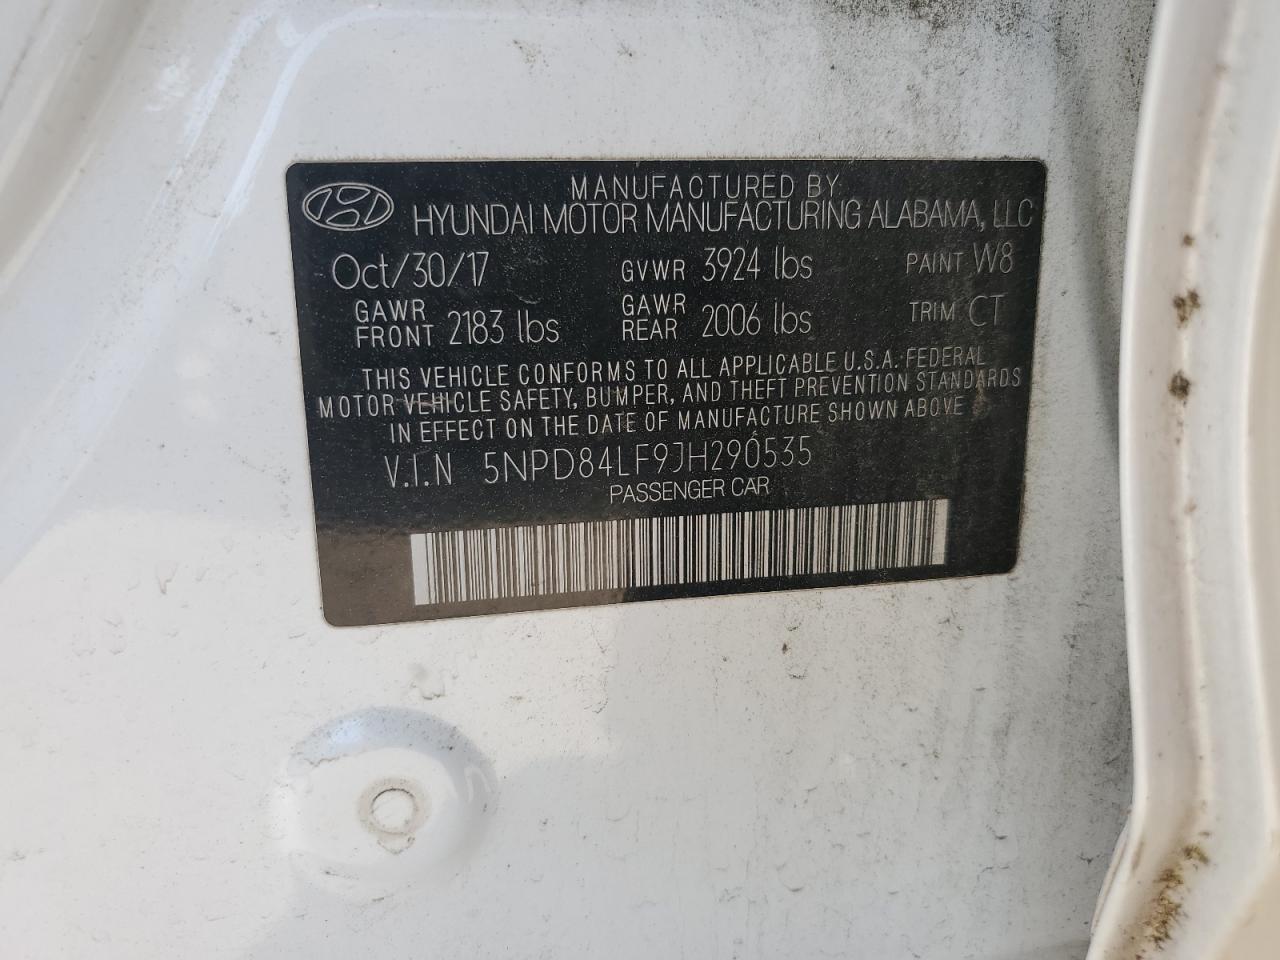 MANUFACTURED BY:
HYUNDAI MOTOR MANUFACTURING ALABAMA, LLC
Oct/30/17 GVWR 3924 lbs PAINT W8
GAWR FRONT 2183 lbs GAWR REAR 2006 lbs TRIM CT
THIS VEHICLE CONFORMS TO ALL APPLICABLE U.S.A. FEDERAL
MOTOR VEHICLE SAFETY, BUMPER, AND THEFT PREVENTION STANDARDS
IN EFFECT ON THE DATE OF MANUFACTURE SHOWN ABOVE
V.I.N 5NPD84LF9JH290535
PASSENGER CAR